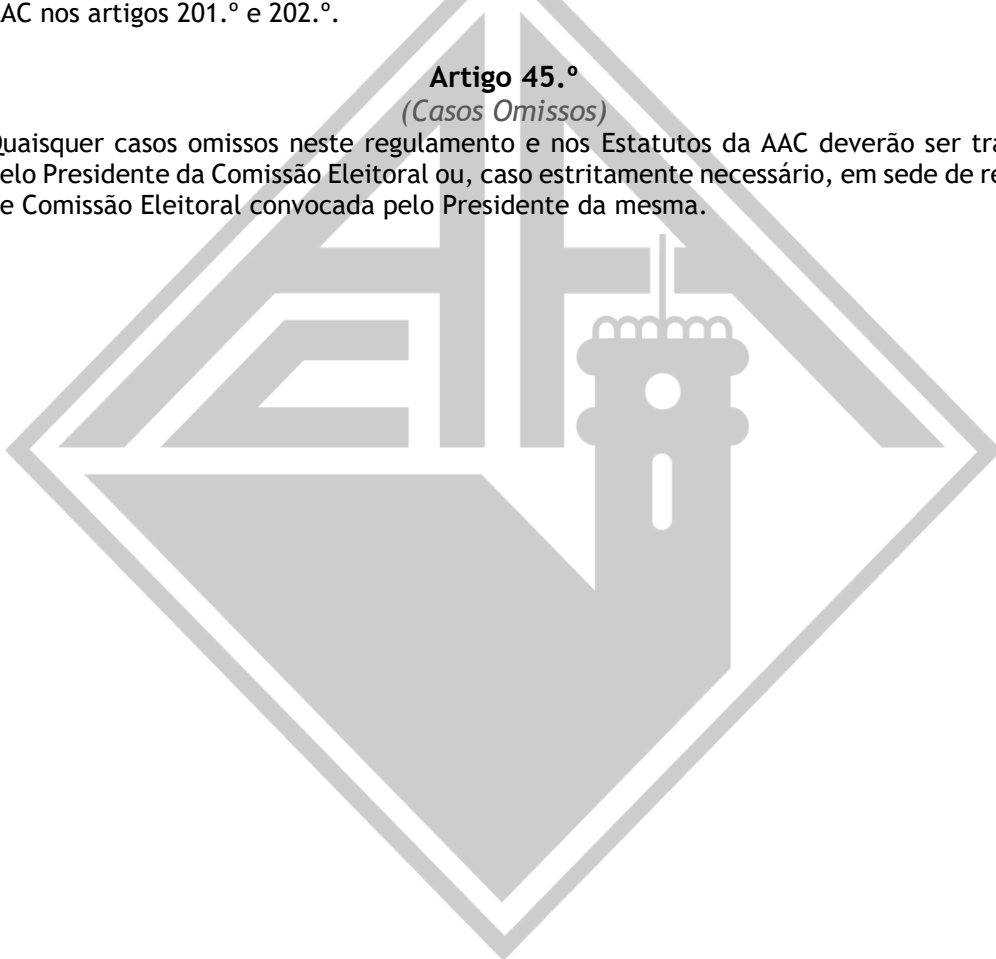 AC nos artigos 201.º e 202.º.
Artigo 45.º
(Casos Omissos)
Quaisquer casos omissos neste regulamento e nos Estatutos da AAC deverão ser tra
elo Presidente da Comissão Eleitoral ou, caso estritamente necessário, em sede de re
e Comissão Eleitoral convocada pelo Presidente da mesma.